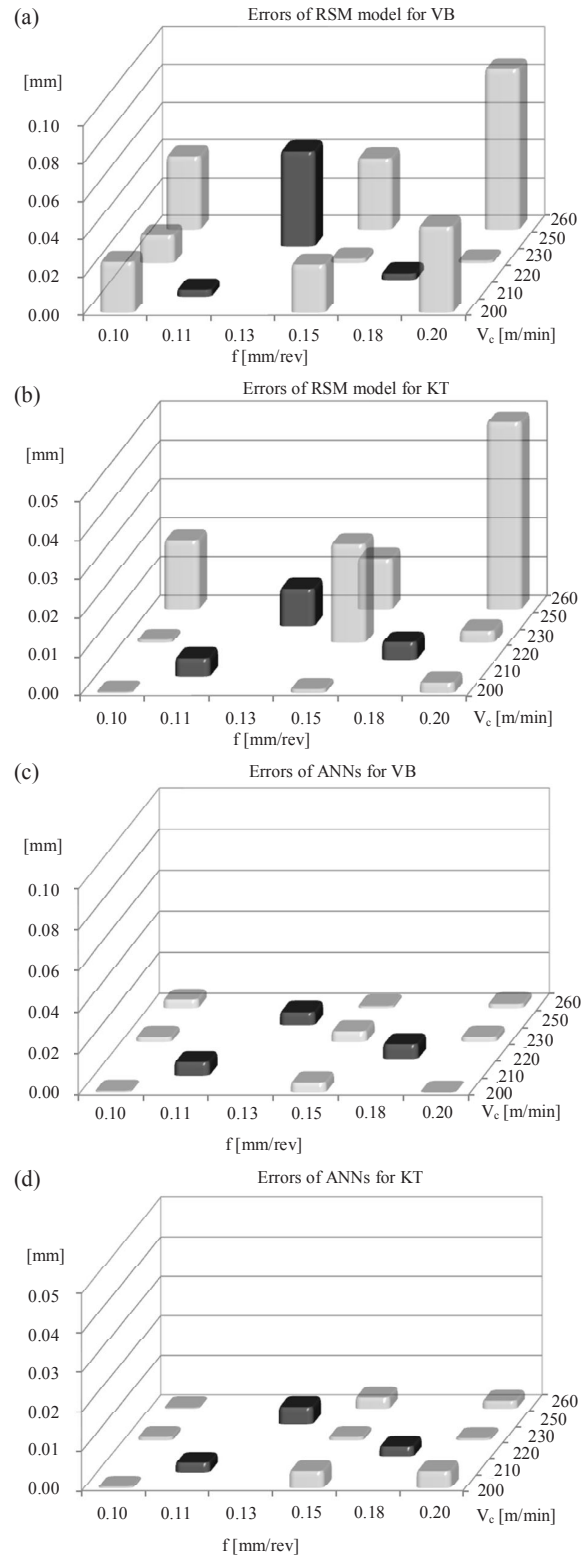 (a)
Errors of RSM model for VB
[mm]
0.10
0.08
0.06
0.04
0.02
0.00
0.10 0.11 0.13 0.15 0.18 0.20
f [mm/rev]
260
250
230
220
210
200
V_c [m/min]
(b)
Errors of RSM model for KT
[mm]
0.05
0.04
0.03
0.02
0.01
0.00
0.10 0.11 0.13 0.15 0.18 0.20
f [mm/rev]
260
250
230
220
210
200
V_c [m/min]
(c)
Errors of ANNs for VB
[mm]
0.10
0.08
0.06
0.04
0.02
0.00
0.10 0.11 0.13 0.15 0.18 0.20
f [mm/rev]
260
250
230
220
210
200
V_c [m/min]
(d)
Errors of ANNs for KT
[mm]
0.05
0.04
0.03
0.02
0.01
0.00
0.10 0.11 0.13 0.15 0.18 0.20
f [mm/rev]
260
250
230
220
210
200
V_c [m/min]